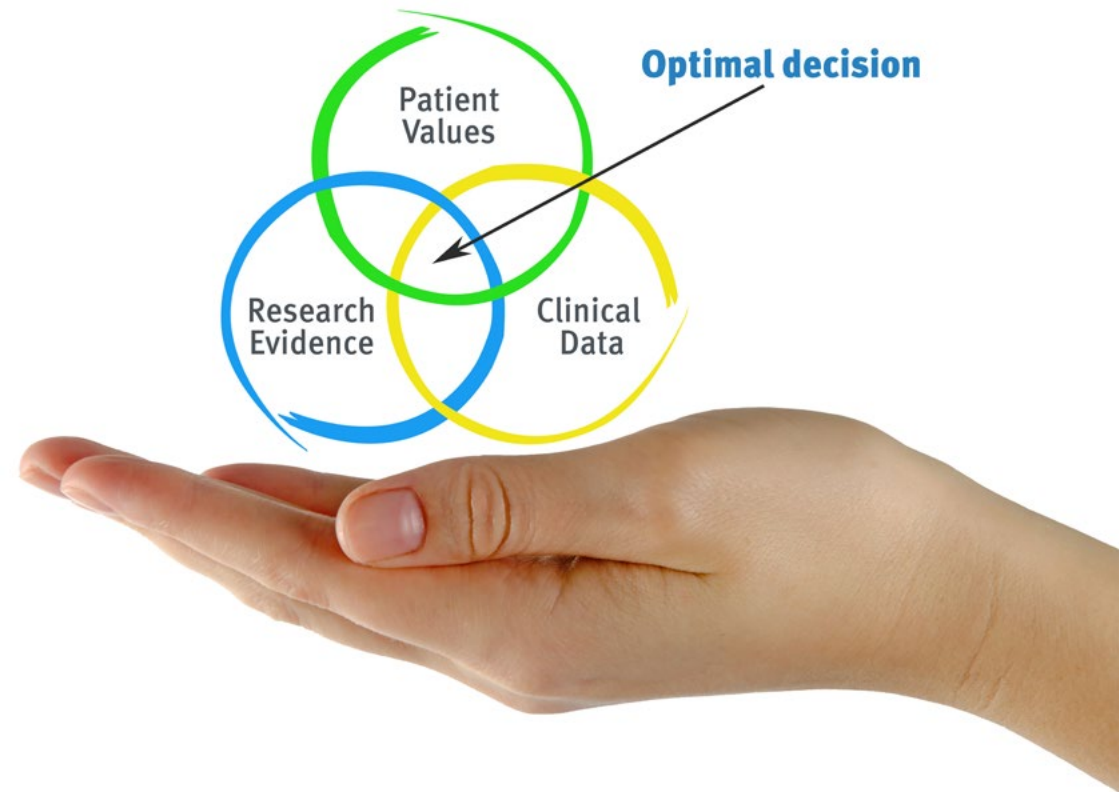 Optimal decision
Patient
Values
Research
Evidence
Clinical
Data